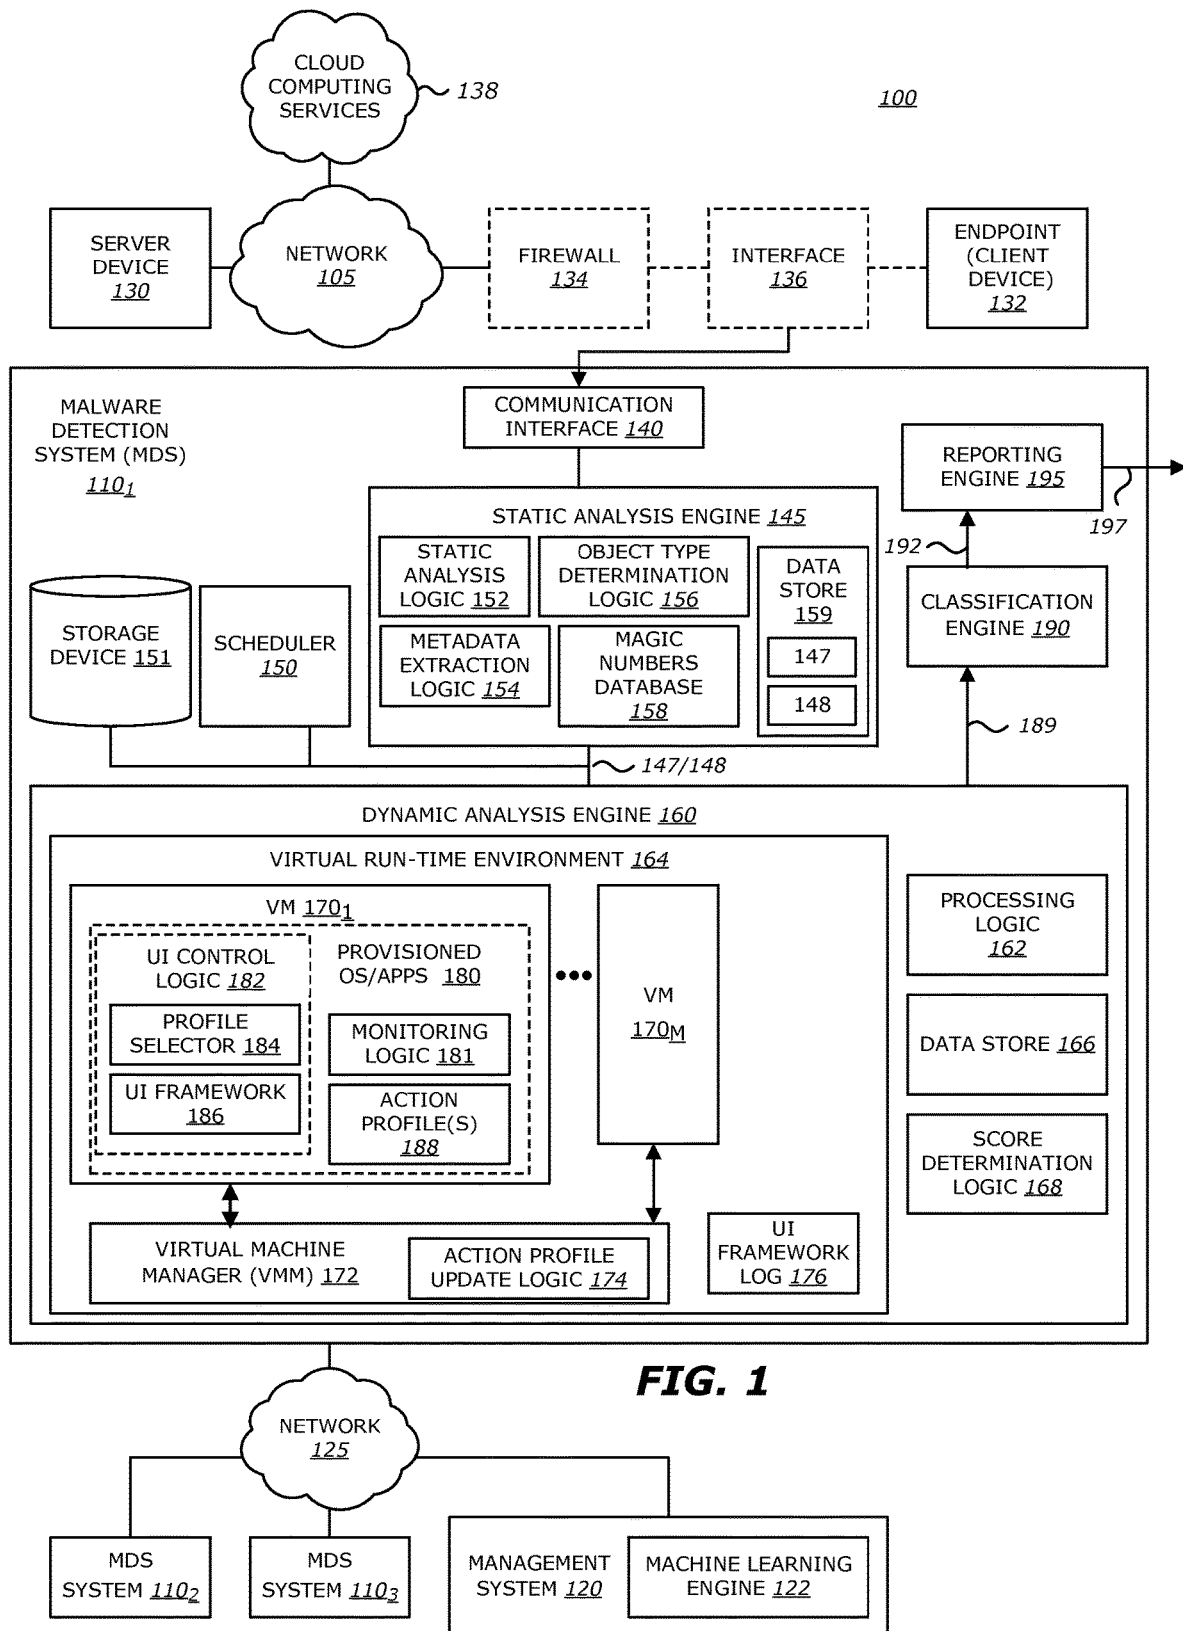 CLOUD
COMPUTING
SERVICES
138
100
SERVER
DEVICE
130
NETWORK
105
FIREWALL
134
INTERFACE
136
ENDPOINT
(CLIENT
DEVICE)
132
MALWARE
DETECTION
SYSTEM (MDS)
110₁
COMMUNICATION
INTERFACE 140
REPORTING
ENGINE 195
197
192
STATIC ANALYSIS ENGINE 145
STATIC
ANALYSIS
LOGIC 152
OBJECT TYPE
DETERMINATION
LOGIC 156
DATA
STORE
159
147
148
METADATA
EXTRACTION
LOGIC 154
MAGIC
NUMBERS
DATABASE
158
CLASSIFICATION
ENGINE 190
STORAGE
DEVICE 151
SCHEDULER
150
189
147/148
DYNAMIC ANALYSIS ENGINE 160
VIRTUAL RUN-TIME ENVIRONMENT 164
VM 170₁
UI CONTROL
LOGIC 182
PROFILE
SELECTOR 184
UI FRAMEWORK
186
PROVISIONED
OS/APPS 180
MONITORING
LOGIC 181
ACTION
PROFILE(S)
188
VM
170M
PROCESSING
LOGIC
162
DATA STORE 166
SCORE
DETERMINATION
LOGIC 168
VIRTUAL MACHINE
MANAGER (VMM) 172
ACTION PROFILE
UPDATE LOGIC 174
UI
FRAMEWORK
LOG 176
FIG. 1
NETWORK
125
MDS
SYSTEM 110₂
MDS
SYSTEM 110₃
MANAGEMENT
SYSTEM 120
MACHINE LEARNING
ENGINE 122